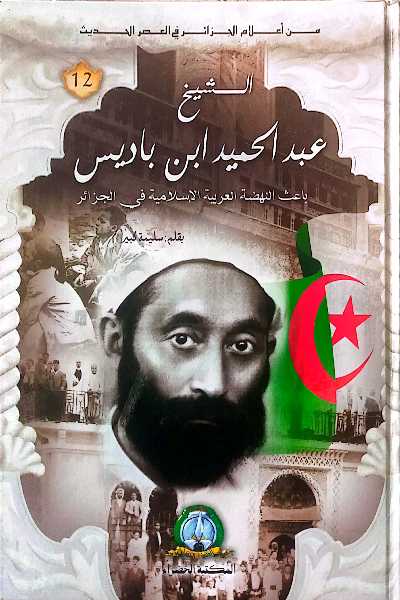 من أعلام الجزائر في العصر الحديث
12
الشيخ
عبد الحميد ابن باديس
باعث النهضة العربية الإسلامية في الجزائر
بقلم: سليمة كبير
المكتبة الخضراء